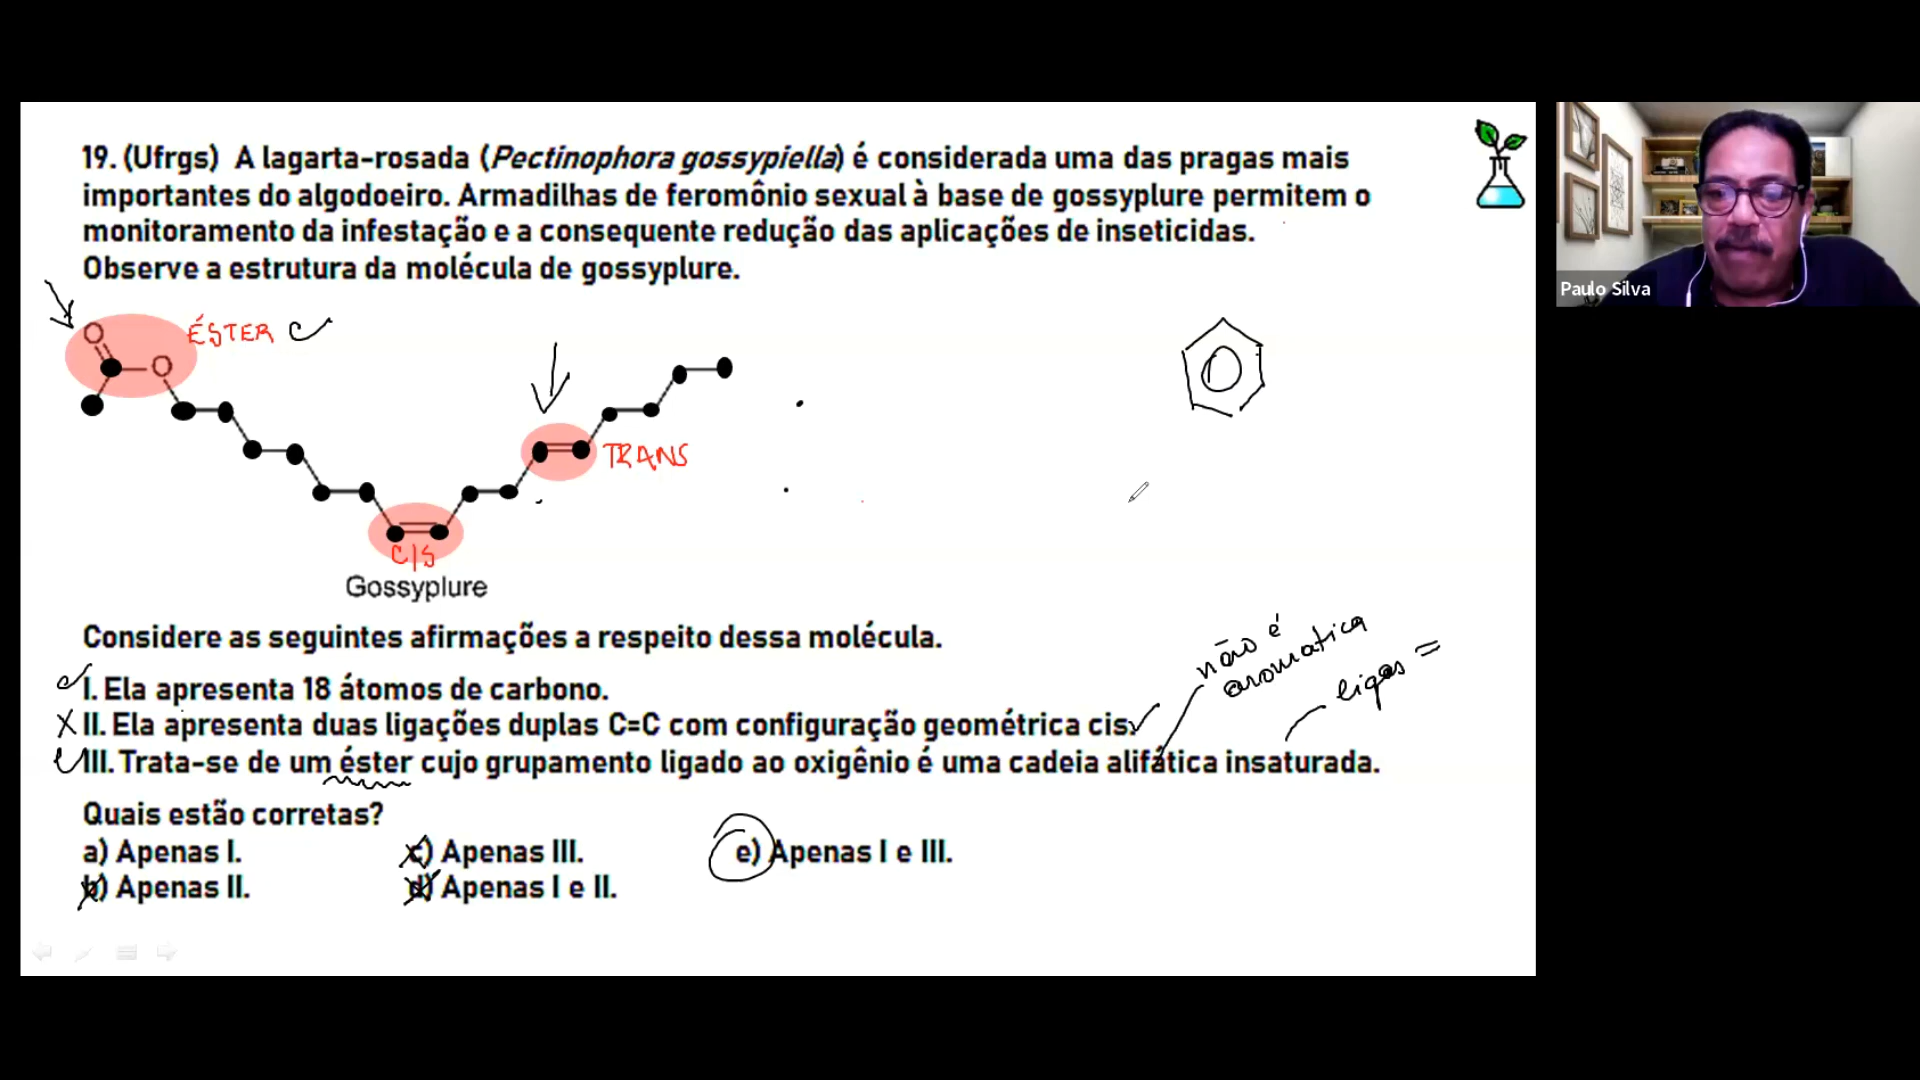 19. (Ufrgs) A lagarta-rosada (Pectinophora gossypiella) é considerada uma das pragas mais
importantes do algodoeiro. Armadilhas de feromônio sexual à base de gossyplure permitem o
monitoramento da infestação e a consequente redução das aplicações de inseticidas.
Observe a estrutura da molécula de gossyplure.
Paulo Silva
O
ÉSTER
O
TRANS
CIS
Gossyplure
Considere as seguintes afirmações a respeito dessa molécula.
não é
aromatica
ligas =
I. Ela apresenta 18 átomos de carbono.
X II. Ela apresenta duas ligações duplas C=C com configuração geométrica cis.
III. Trata-se de um éster cujo grupamento ligado ao oxigênio é uma cadeia alifática insaturada.
Quais estão corretas?
a) Apenas I. c) Apenas III. e) Apenas I e III.
b) Apenas II. d) Apenas I e II.